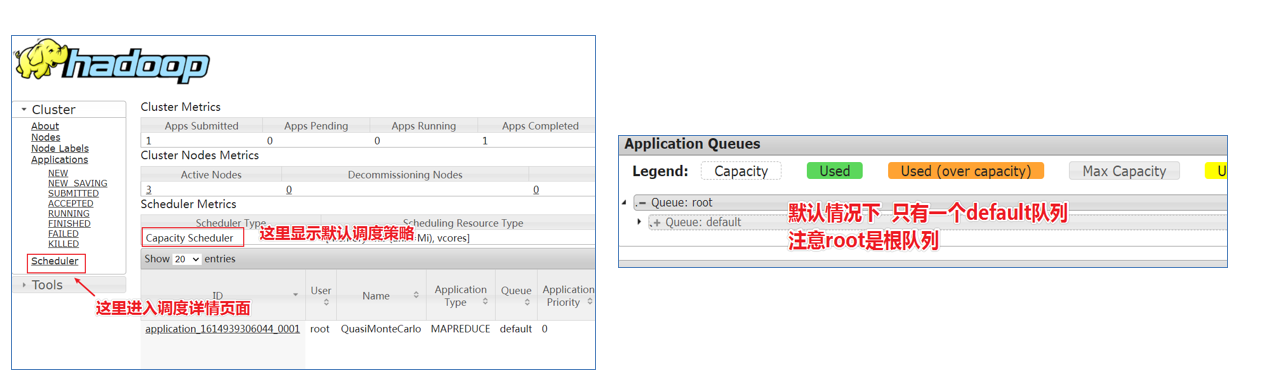 hadoop
Cluster
About
Nodes
Node Labels
Applications
NEW
NEW_SAVING
SUBMITTED
ACCEPTED
RUNNING
FINISHED
FAILED
KILLED
Scheduler
Tools
Cluster Metrics
Apps Submitted Apps Pending Apps Running Apps Completed
1 0 0 1
Cluster Nodes Metrics
Active Nodes Decommissioning Nodes
3 0 0
Scheduler Metrics
Scheduler Type Scheduling Resource Type
Capacity Scheduler 这里显示默认调度策略 vcores]
Show 20 entries
ID User Name Application Type Queue Application Priority
这里进入调度详情页面
application_1614939306044_0001 root QuasiMonteCarlo MAPREDUCE default 0
Application Queues
Legend: Capacity Used Used (over capacity) Max Capacity
Queue: root
Queue: default
默认情况下 只有一个default队列
注意root是根队列